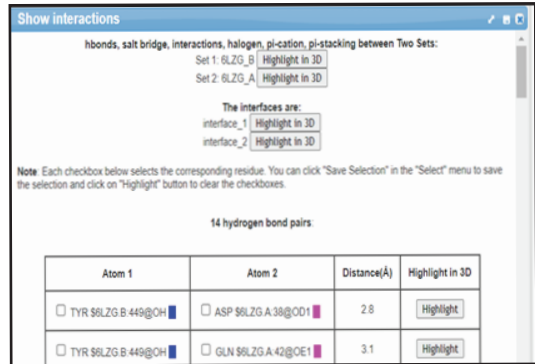 Show interactions
hbonds, salt bridge, interactions, halogen, pi-cation, pi-stacking between Two Sets:
Set 1: 6LZG_B Highlight in 3D
Set 2: 6LZG_A Highlight in 3D
The interfaces are:
interface_1 Highlight in 3D
interface_2 Highlight in 3D
Note: Each checkbox below selects the corresponding residue. You can click "Save Selection" in the "Select" menu to save
the selection and click on "Highlight" button to clear the checkboxes.
14 hydrogen bond pairs:
Atom 1 Atom 2 Distance(Å) Highlight in 3D
TYR $6LZG.B:449@OH ASP $6LZG.A:38@OD1 2.8 Highlight
TYR $6LZG.B:449@OH GLN $6LZG.A:42@OE1 3.1 Highlight